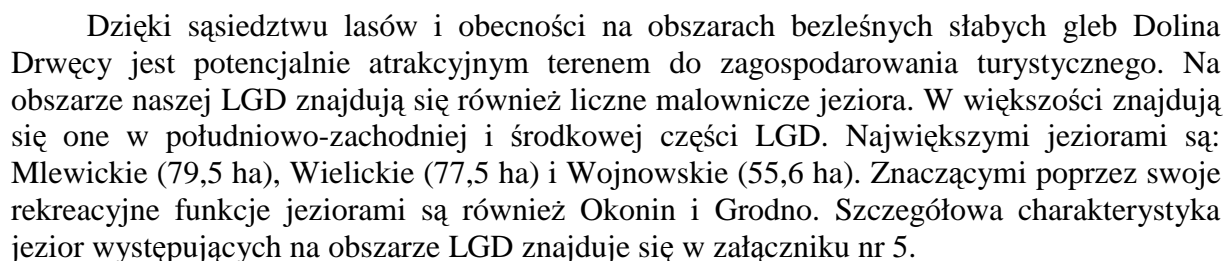 Dzięki sąsiedztwu lasów i obecności na obszarach bezleśnych słabych gleb Dolina
Drwęcy jest potencjalnie atrakcyjnym terenem do zagospodarowania turystycznego. Na
obszarze naszej LGD znajdują się również liczne malownicze jeziora. W większości znajdują
się one w południowo-zachodniej i środkowej części LGD. Największymi jeziorami są:
Mlewickie (79,5 ha), Wielickie (77,5 ha) i Wojnowskie (55,6 ha). Znaczącymi poprzez swoje
rekreacyjne funkcje jeziorami są również Okonin i Grodno. Szczegółowa charakterystyka
jezior występujących na obszarze LGD znajduje się w załączniku nr 5.